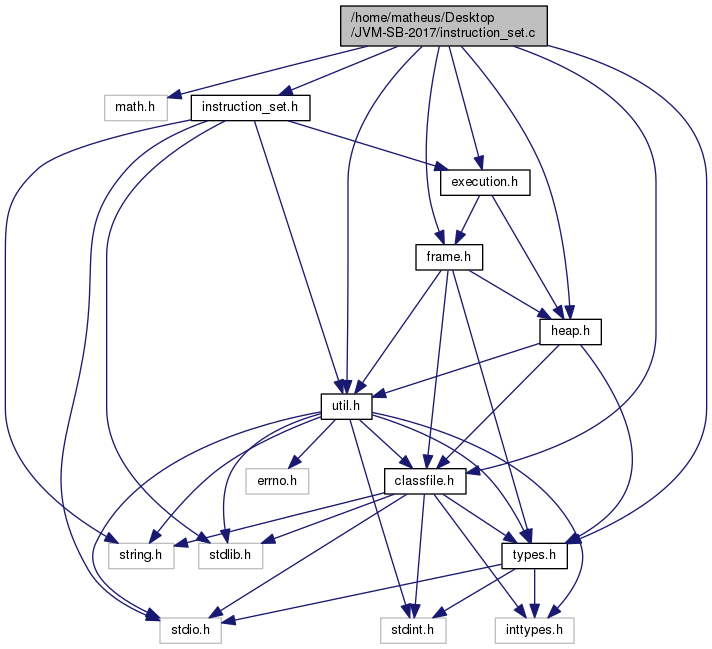 /home/matheus/Desktop
/JVM-SB-2017/instruction_set.c
math.h
instruction_set.h
execution.h
frame.h
heap.h
util.h
errno.h
classfile.h
string.h
stdlib.h
types.h
stdio.h
stdint.h
inttypes.h